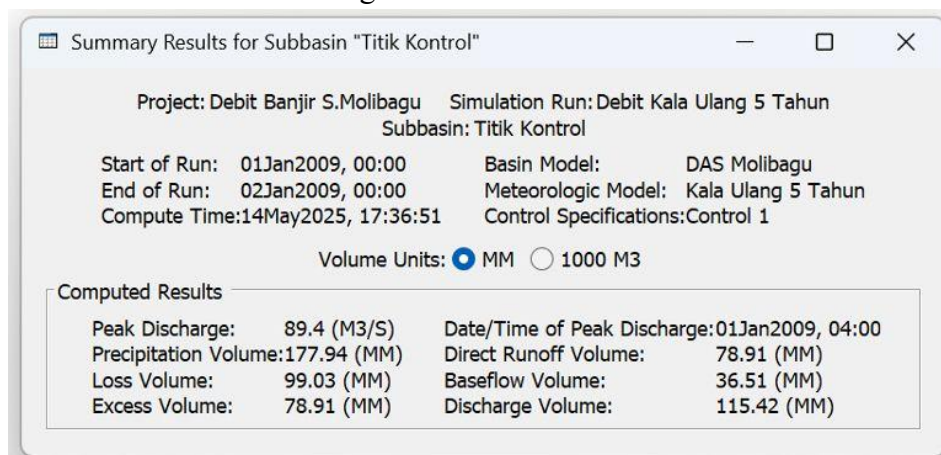 Summary Results for Subbasin "Titik Kontrol"
Project: Debit Banjir S.Molibagu Simulation Run: Debit Kala Ulang 5 Tahun
Subbasin: Titik Kontrol
Start of Run: 01Jan2009, 00:00 Basin Model: DAS Molibagu
End of Run: 02Jan2009, 00:00 Meteorologic Model: Kala Ulang 5 Tahun
Compute Time:14May2025, 17:36:51 Control Specifications:Control 1
Volume Units: MM 1000 M3
Computed Results
Peak Discharge: 89.4 (M3/S) Date/Time of Peak Discharge:01Jan2009, 04:00
Precipitation Volume:177.94 (MM) Direct Runoff Volume: 78.91 (MM)
Loss Volume: 99.03 (MM) Baseflow Volume: 36.51 (MM)
Excess Volume: 78.91 (MM) Discharge Volume: 115.42 (MM)